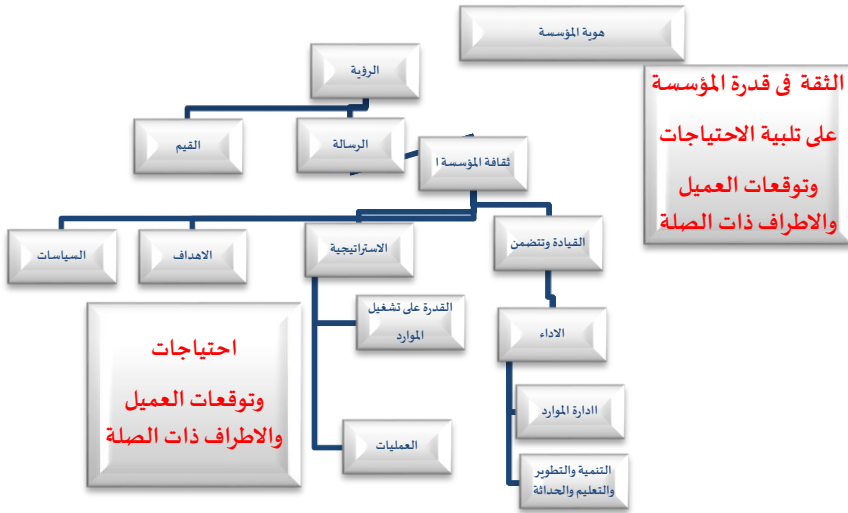 هوية المؤسسة
الثقة فى قدرة المؤسسة
على تلبية الاحتياجات
وتوقعات العميل
والاطراف ذات الصلة
الرؤية
الرسالة
القيم
ثقافة المؤسسة ا
القيادة وتتضمن
الاستراتيجية
الاهداف
السياسات
القدرة على تشغيل
الموارد
العمليات
الاداء
اادارة الموارد
التنمية والتطوير
والتعليم والحداثة
احتياجات
وتوقعات العميل
والاطراف ذات الصلة